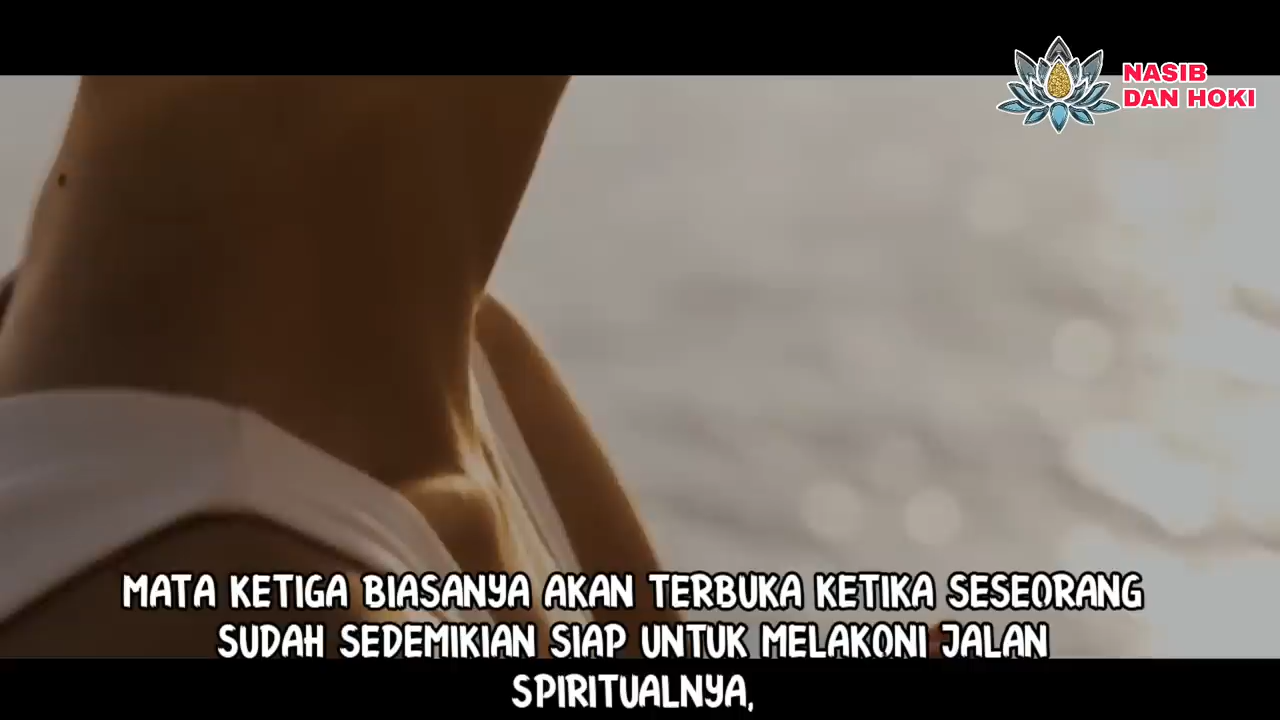 NASIB
DAN HOKI
MATA KETIGA BIASANYA AKAN TERBUKA KETIKA SESEORANG
SUDAH SEDEMIKIAN SIAP UNTUK MELAKONI JALAN
SPIRITUALNYA,